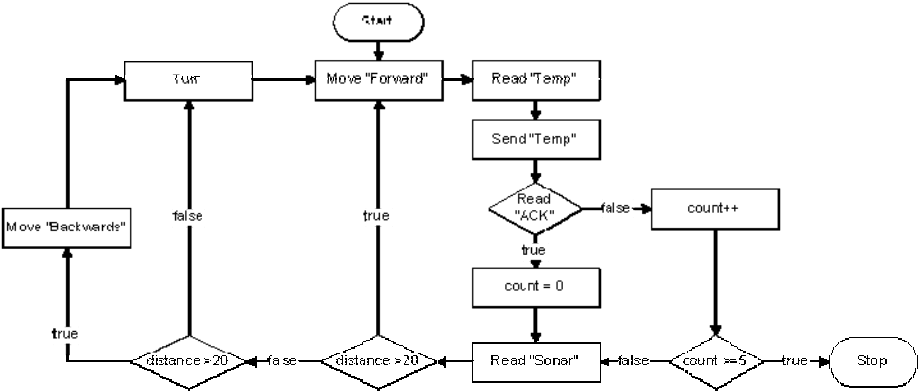 Start
Turn
Move "Forward"
Read "Temp"
Send "Temp"
Read
"ACK"
false
count++
true
count = 0
Move "Backwards"
false
true
true
distance >20
false
distance >20
Read "Sonar"
false
count >=5
true
Stop